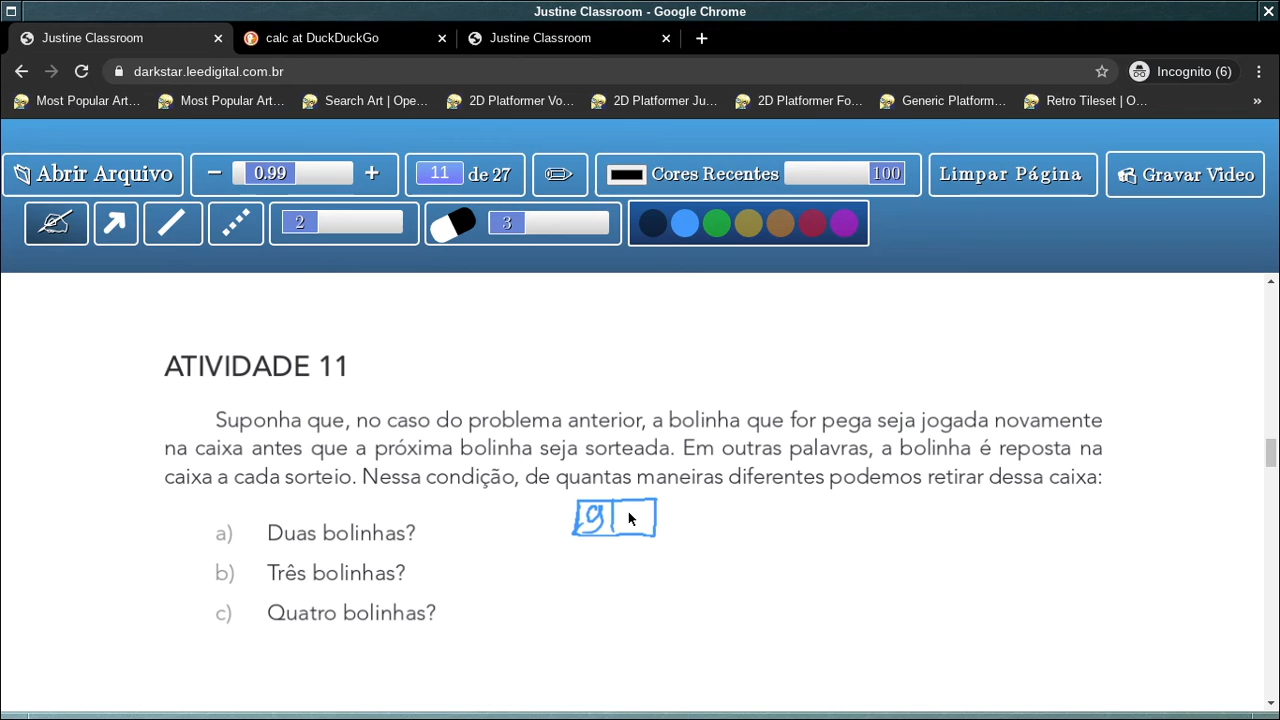 Justine Classroom - Google Chrome
Justine Classroom
calc at DuckDuckGo
Justine Classroom
darkstar.leedigital.com.br
Incognito (6)
Most Popular Art…
Most Popular Art…
Search Art | Ope…
2D Platformer Vo…
2D Platformer Ju…
2D Platformer Fo…
Generic Platform…
Retro Tileset | O…
»
Abrir Arquivo
− 0.99 +
11 de 27
Cores Recentes
100
Limpar Página
Gravar Video
2
3
ATIVIDADE 11
Suponha que, no caso do problema anterior, a bolinha que for pega seja jogada novamente
na caixa antes que a próxima bolinha seja sorteada. Em outras palavras, a bolinha é reposta na
caixa a cada sorteio. Nessa condição, de quantas maneiras diferentes podemos retirar dessa caixa:
9
a) Duas bolinhas?
b) Três bolinhas?
c) Quatro bolinhas?